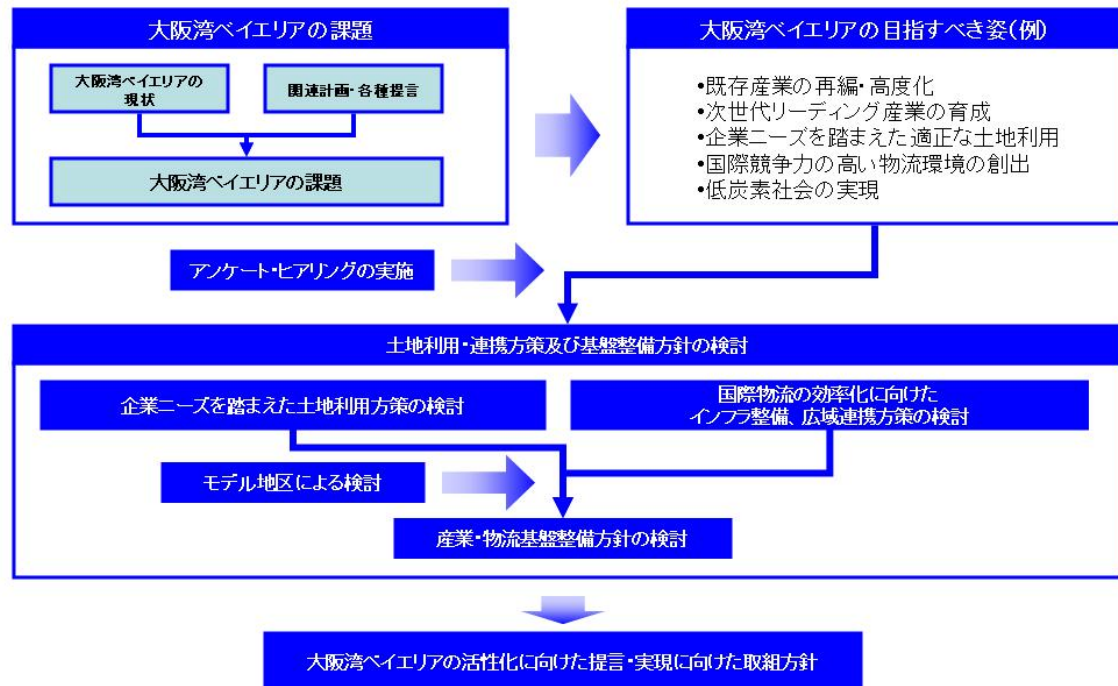 大阪湾ベイエリアの課題
大阪湾ベイエリアの
現状
関連計画・各種提言
大阪湾ベイエリアの課題
大阪湾ベイエリアの目指すべき姿(例)
•既存産業の再編・高度化
•次世代リーディング産業の育成
•企業ニーズを踏まえた適正な土地利用
•国際競争力の高い物流環境の創出
•低炭素社会の実現
アンケート・ヒアリングの実施
土地利用・連携方策及び基盤整備方針の検討
企業ニーズを踏まえた土地利用方策の検討
国際物流の効率化に向けた
インフラ整備、広域連携方策の検討
モデル地区による検討
産業・物流基盤整備方針の検討
大阪湾ベイエリアの活性化に向けた提言・実現に向けた取組方針